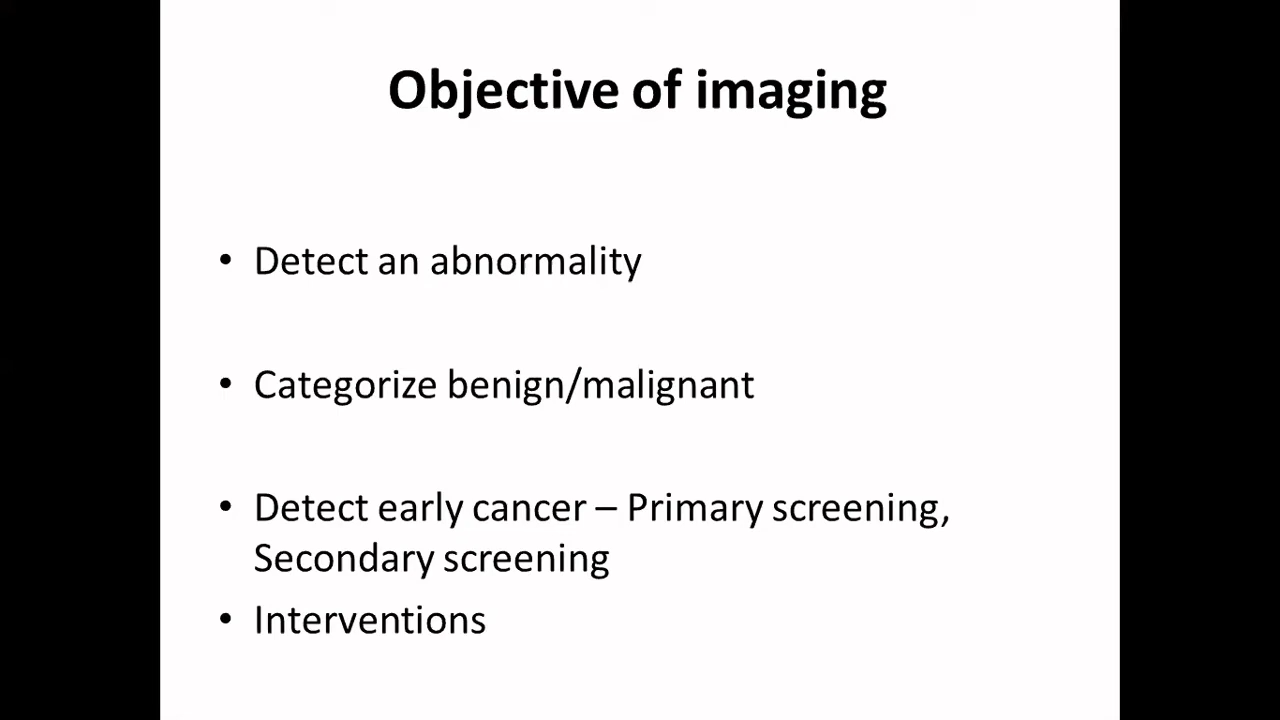 Objective of imaging
• Detect an abnormality
• Categorize benign/malignant
• Detect early cancer – Primary screening,
Secondary screening
• Interventions